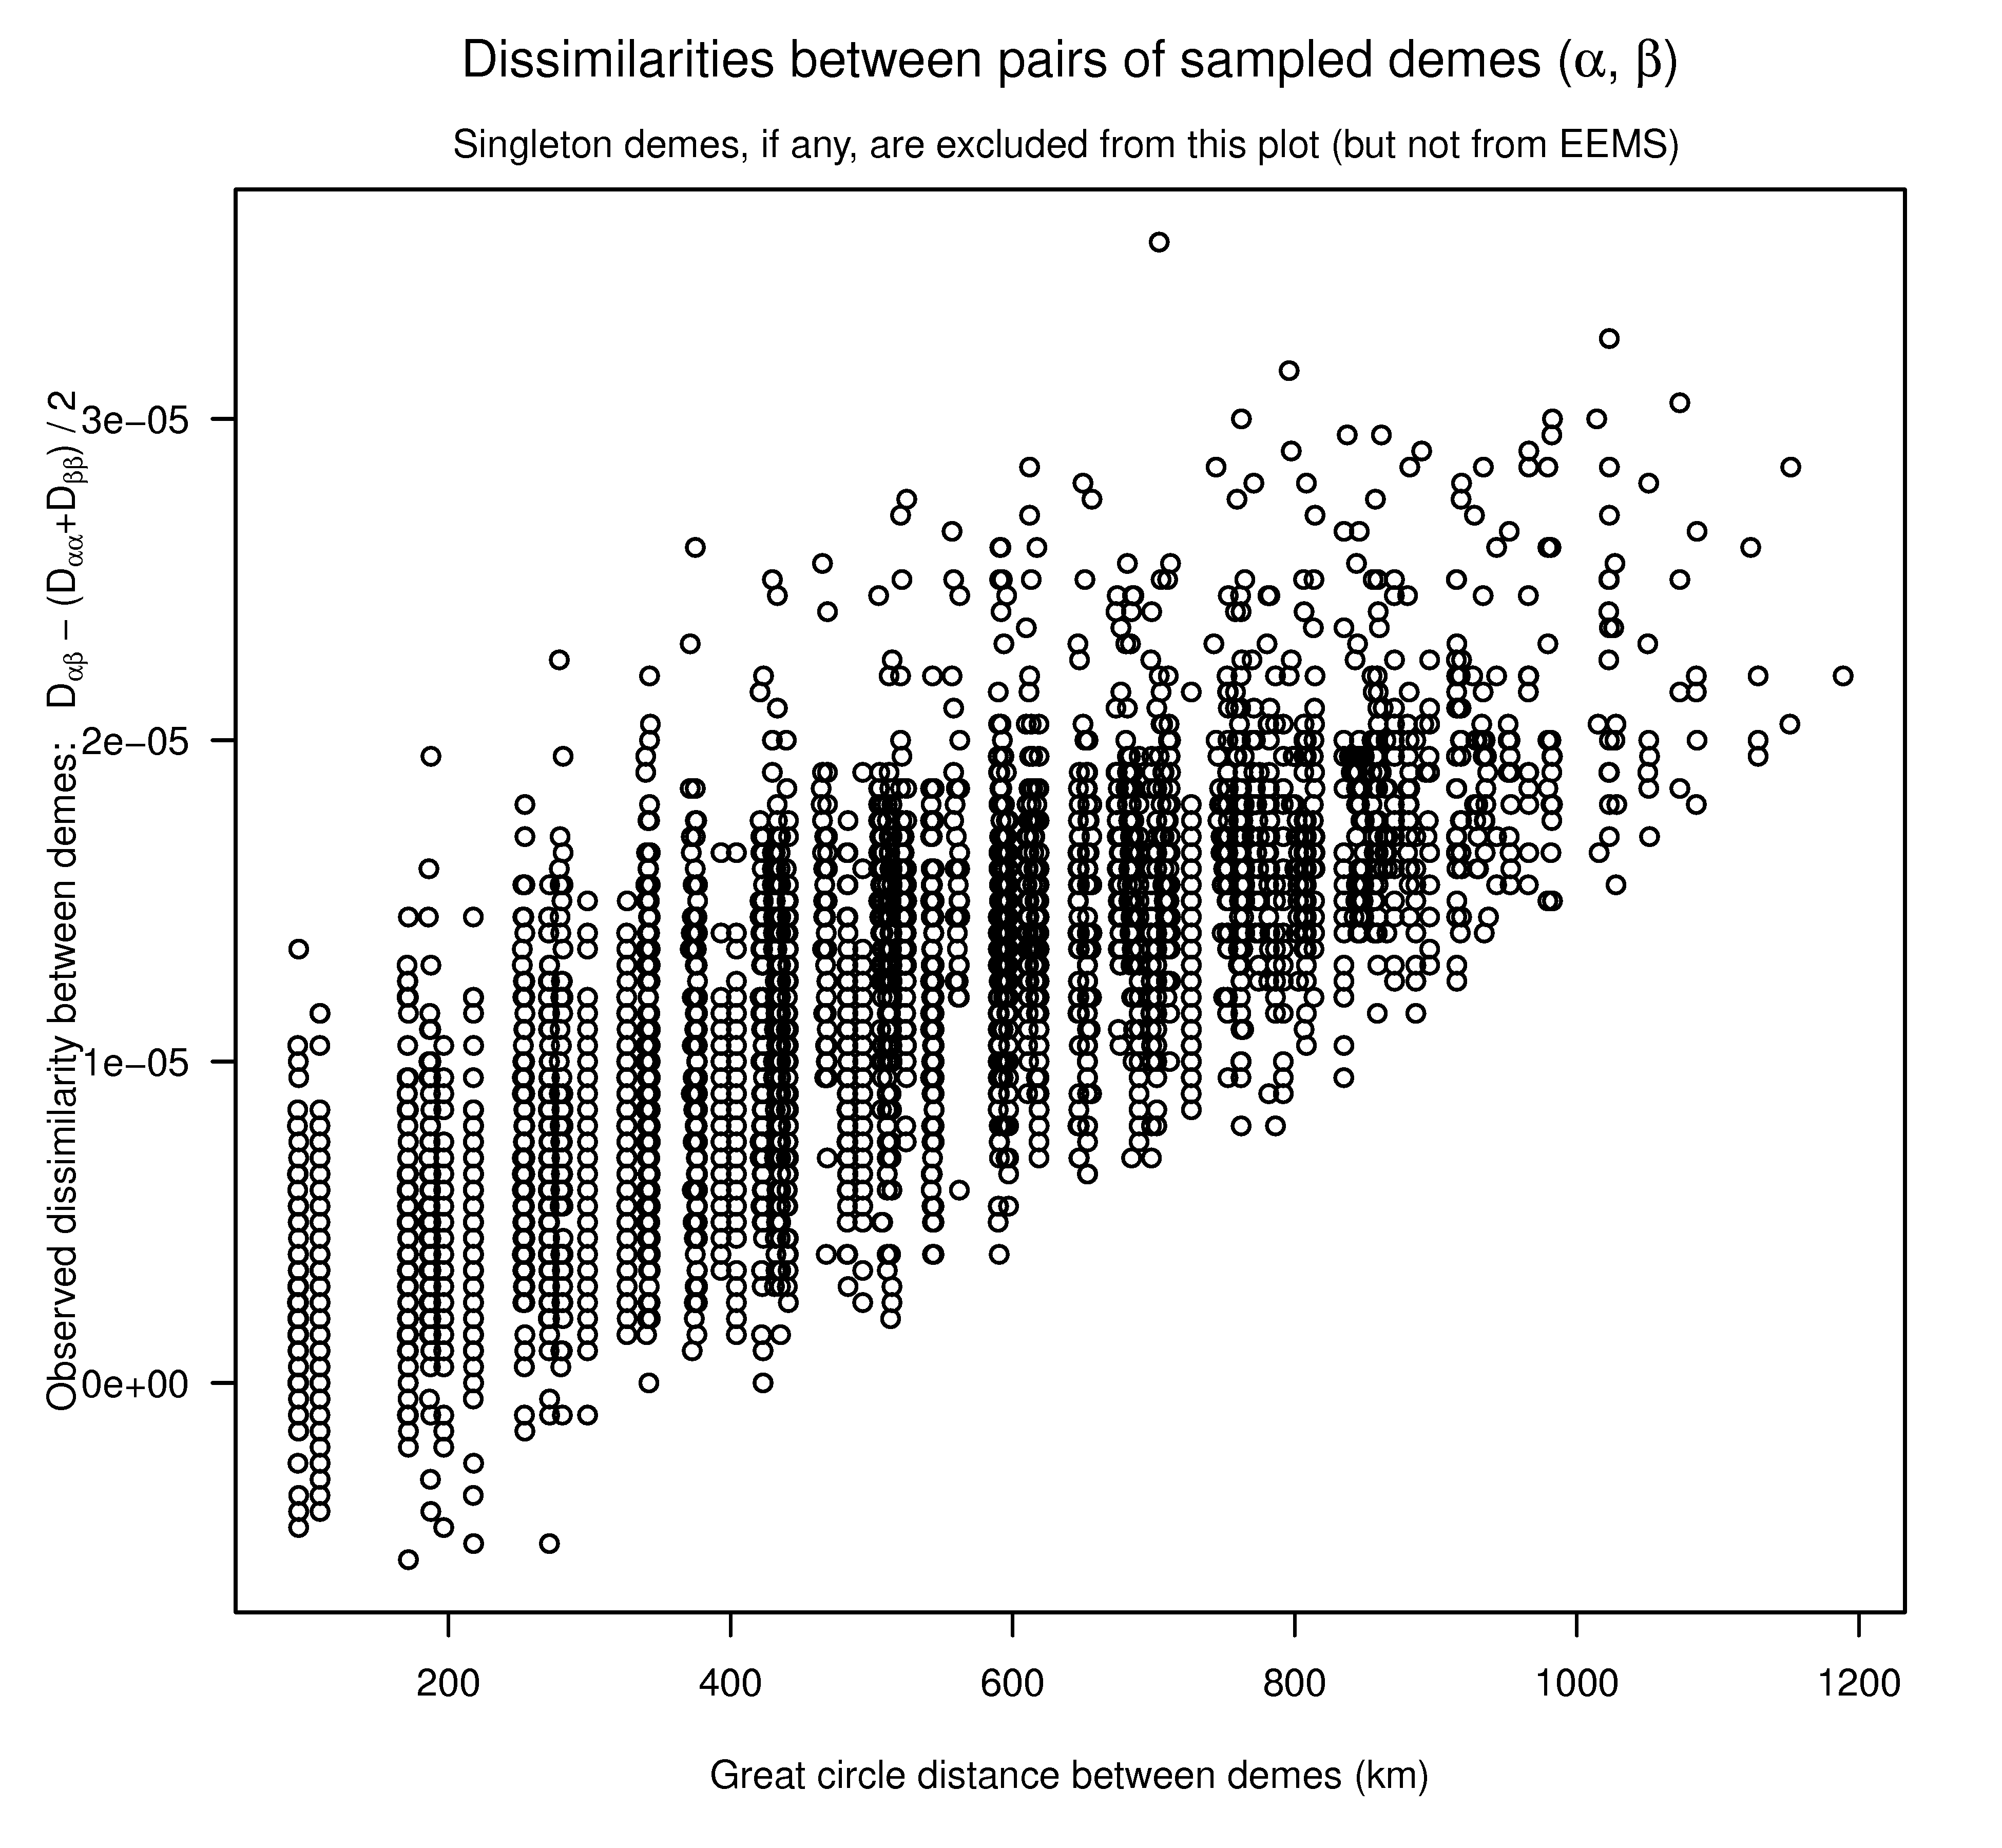 Dissimilarities between pairs of sampled demes (α, β)
Singleton demes, if any, are excluded from this plot (but not from EEMS)
Observed dissimilarity between demes: Dαβ − (Dαα+Dββ) / 2
3e−05
2e−05
1e−05
0e+00
200 400 600 800 1000 1200
Great circle distance between demes (km)